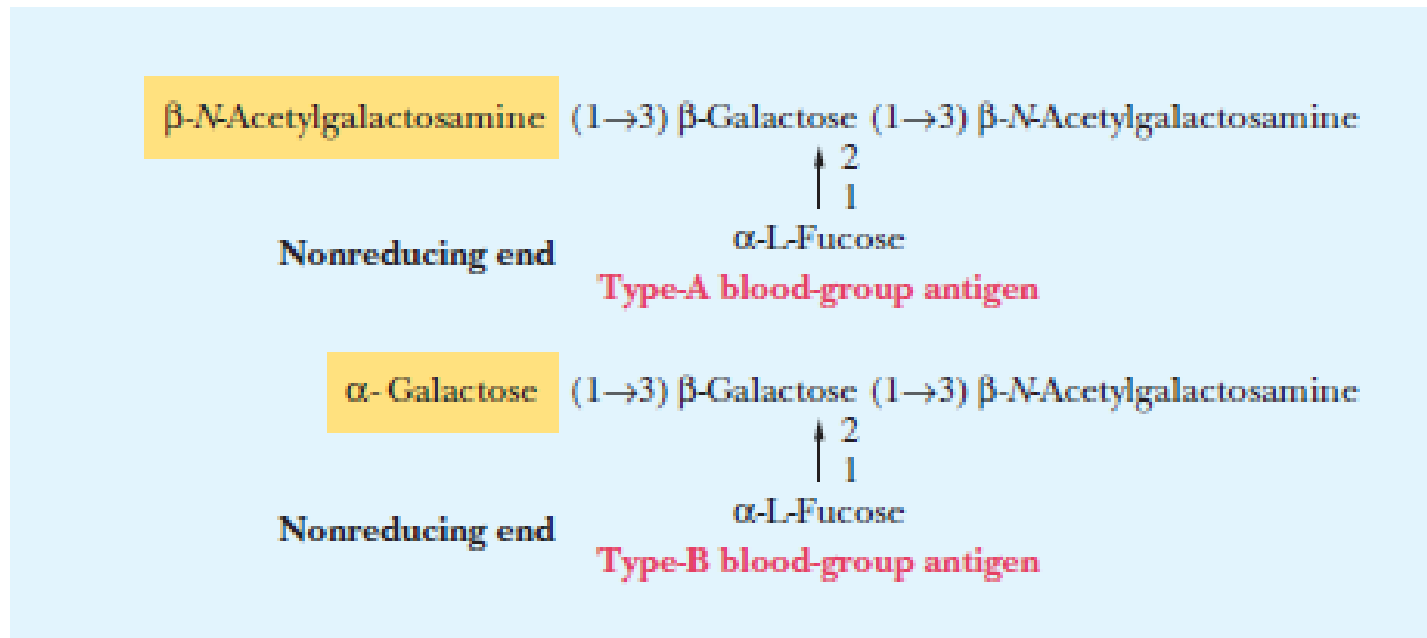 β-N-Acetylgalactosamine (1→3) β-Galactose (1→3) β-N-Acetylgalactosamine
2
1
α-L-Fucose
Nonreducing end
Type-A blood-group antigen
α- Galactose (1→3) β-Galactose (1→3) β-N-Acetylgalactosamine
2
1
α-L-Fucose
Nonreducing end
Type-B blood-group antigen